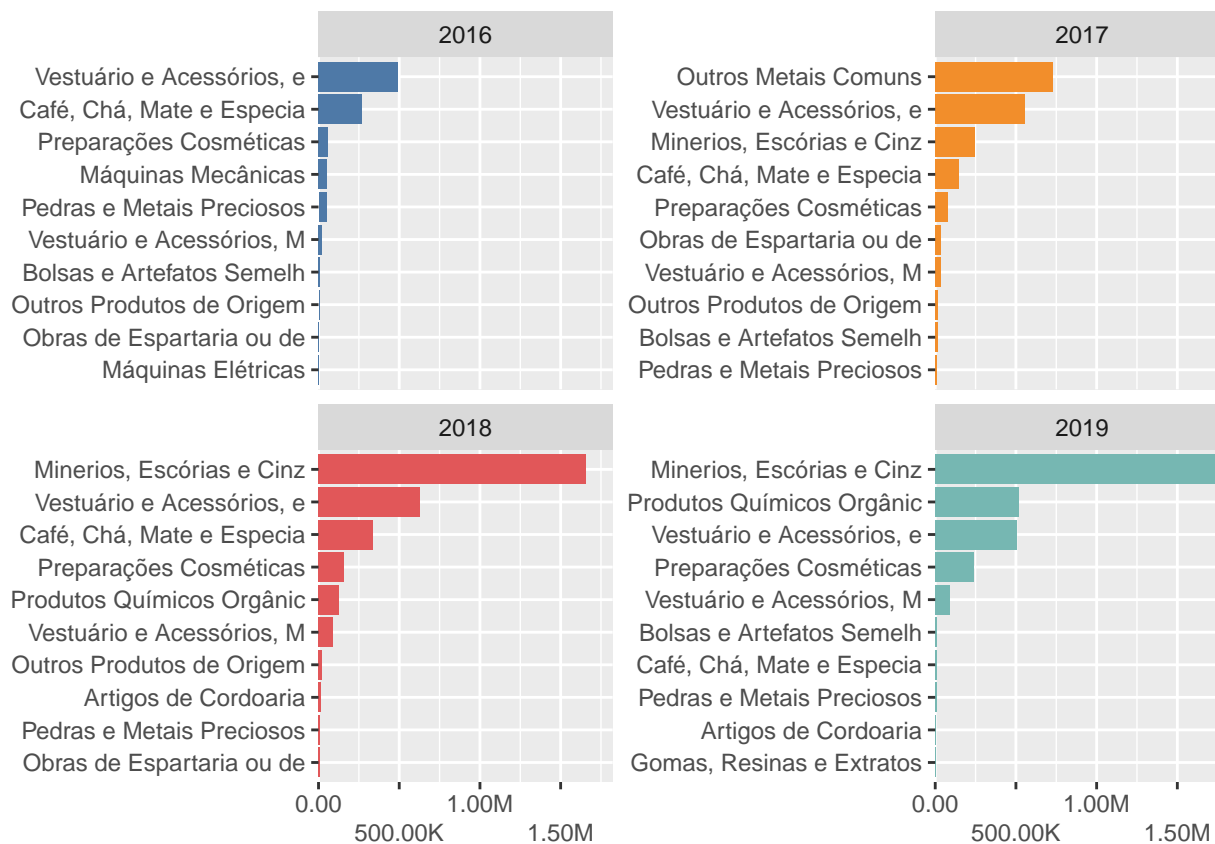 2016
Vestuário e Acessórios, e
Café, Chá, Mate e Especia
Preparações Cosméticas
Máquinas Mecânicas
Pedras e Metais Preciosos
Vestuário e Acessórios, M
Bolsas e Artefatos Semelh
Outros Produtos de Origem
Obras de Espartaria ou de
Máquinas Elétricas
2017
Outros Metais Comuns
Vestuário e Acessórios, e
Minerios, Escórias e Cinz
Café, Chá, Mate e Especia
Preparações Cosméticas
Obras de Espartaria ou de
Vestuário e Acessórios, M
Outros Produtos de Origem
Bolsas e Artefatos Semelh
Pedras e Metais Preciosos
2018
Minerios, Escórias e Cinz
Vestuário e Acessórios, e
Café, Chá, Mate e Especia
Preparações Cosméticas
Produtos Químicos Orgânic
Vestuário e Acessórios, M
Outros Produtos de Origem
Artigos de Cordoaria
Pedras e Metais Preciosos
Obras de Espartaria ou de
0.00 1.00M
500.00K 1.50M
2019
Minerios, Escórias e Cinz
Produtos Químicos Orgânic
Vestuário e Acessórios, e
Preparações Cosméticas
Vestuário e Acessórios, M
Bolsas e Artefatos Semelh
Café, Chá, Mate e Especia
Pedras e Metais Preciosos
Artigos de Cordoaria
Gomas, Resinas e Extratos
0.00 1.00M
500.00K 1.50M